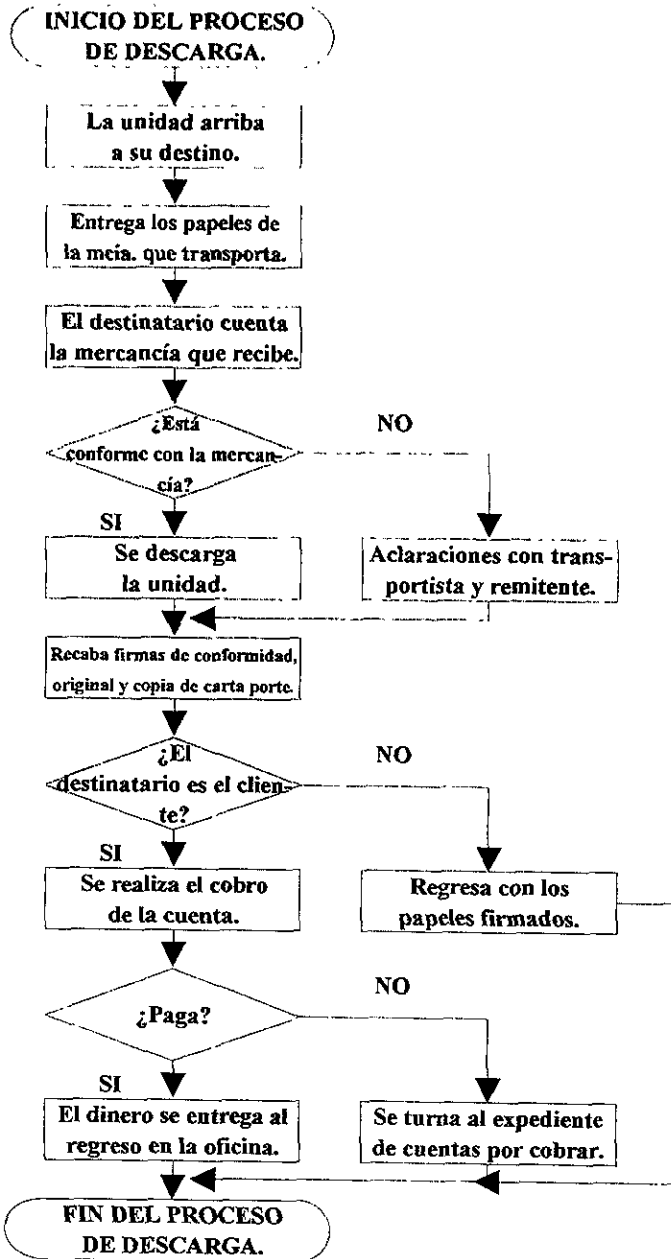 INICIO DEL PROCESO
DE DESCARGA.
La unidad arriba
a su destino.
Entrega los papeles de
la mcía. que transporta.
El destinatario cuenta
la mercancía que recibe.
¿Está
conforme con la mercan-
cía?
NO
SI
Se descarga
la unidad.
Aclaraciones con trans-
portista y remitente.
Recaba firmas de conformidad,
original y copia de carta porte.
¿El
destinatario es el clien-
te?
NO
SI
Se realiza el cobro
de la cuenta.
Regresa con los
papeles firmados.
¿Paga?
NO
SI
El dinero se entrega al
regreso en la oficina.
Se turna al expediente
de cuentas por cobrar.
FIN DEL PROCESO
DE DESCARGA.